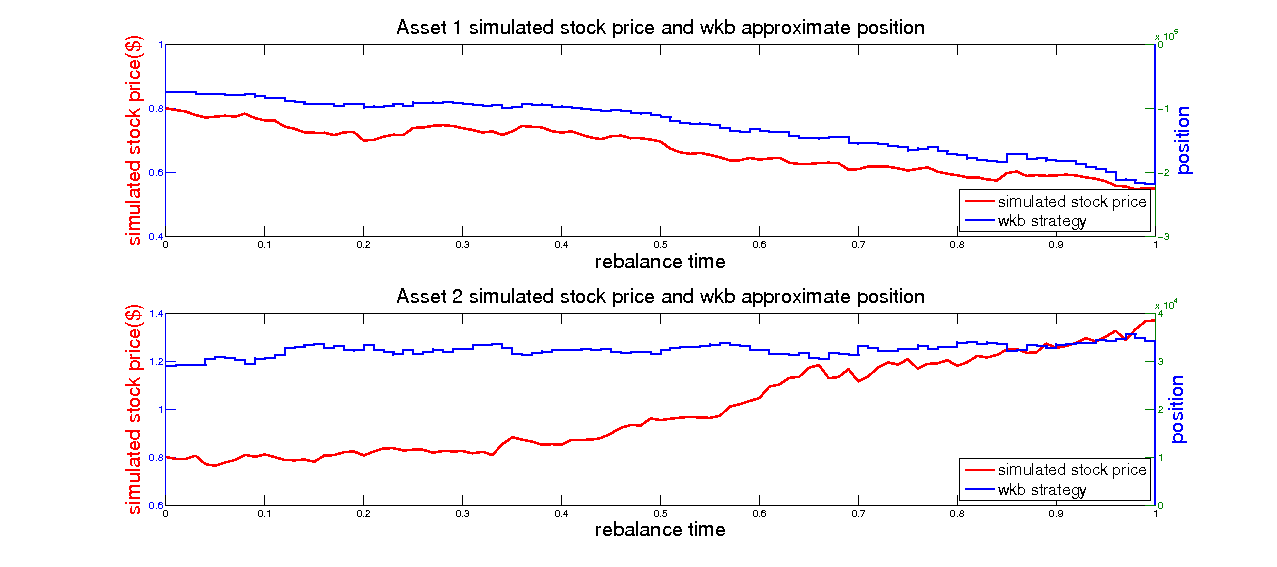 Asset 1 simulated stock price and wkb approximate position
x 10^5
simulated stock price($)
1
0.8
0.6
0.4
0
-1
-2
-3
position
simulated stock price
wkb strategy
0 0.1 0.2 0.3 0.4 0.5 0.6 0.7 0.8 0.9 1
rebalance time
Asset 2 simulated stock price and wkb approximate position
x 10^4
simulated stock price($)
1.4
1.2
1
0.8
0.6
4
3
2
1
0
position
simulated stock price
wkb strategy
0 0.1 0.2 0.3 0.4 0.5 0.6 0.7 0.8 0.9 1
rebalance time